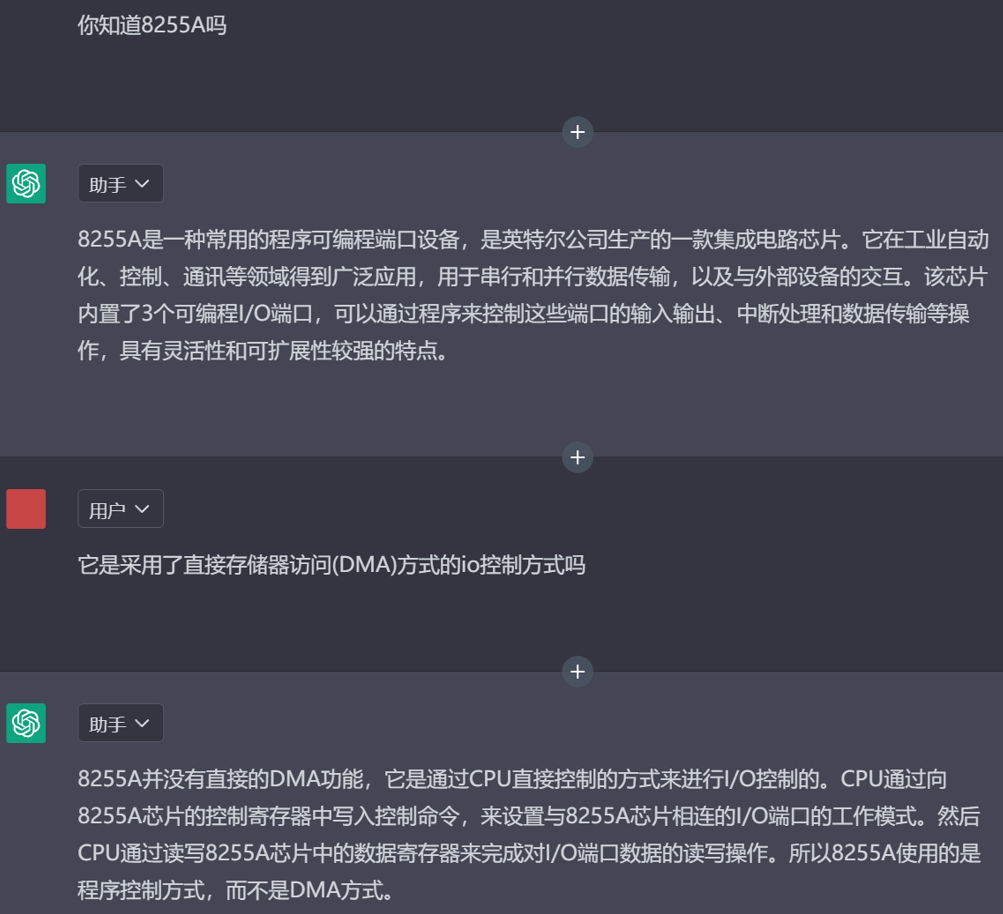 你知道8255A吗
助手
8255A是一种常用的程序可编程端口设备，是英特尔公司生产的一款集成电路芯片。它在工业自动
化、控制、通讯等领域得到广泛应用，用于串行和并行数据传输，以及与外部设备的交互。该芯片
内置了3个可编程I/O端口，可以通过程序来控制这些端口的输入输出、中断处理和数据传输等操
作，具有灵活性和可扩展性较强的特点。
用户
它是采用了直接存储器访问(DMA)方式的io控制方式吗
助手
8255A并没有直接的DMA功能，它是通过CPU直接控制的方式来进行I/O控制的。CPU通过向
8255A芯片的控制寄存器中写入控制命令，来设置与8255A芯片相连的I/O端口的工作模式。然后
CPU通过读写8255A芯片中的数据寄存器来完成对I/O端口数据的读写操作。所以8255A使用的是
程序控制方式，而不是DMA方式。